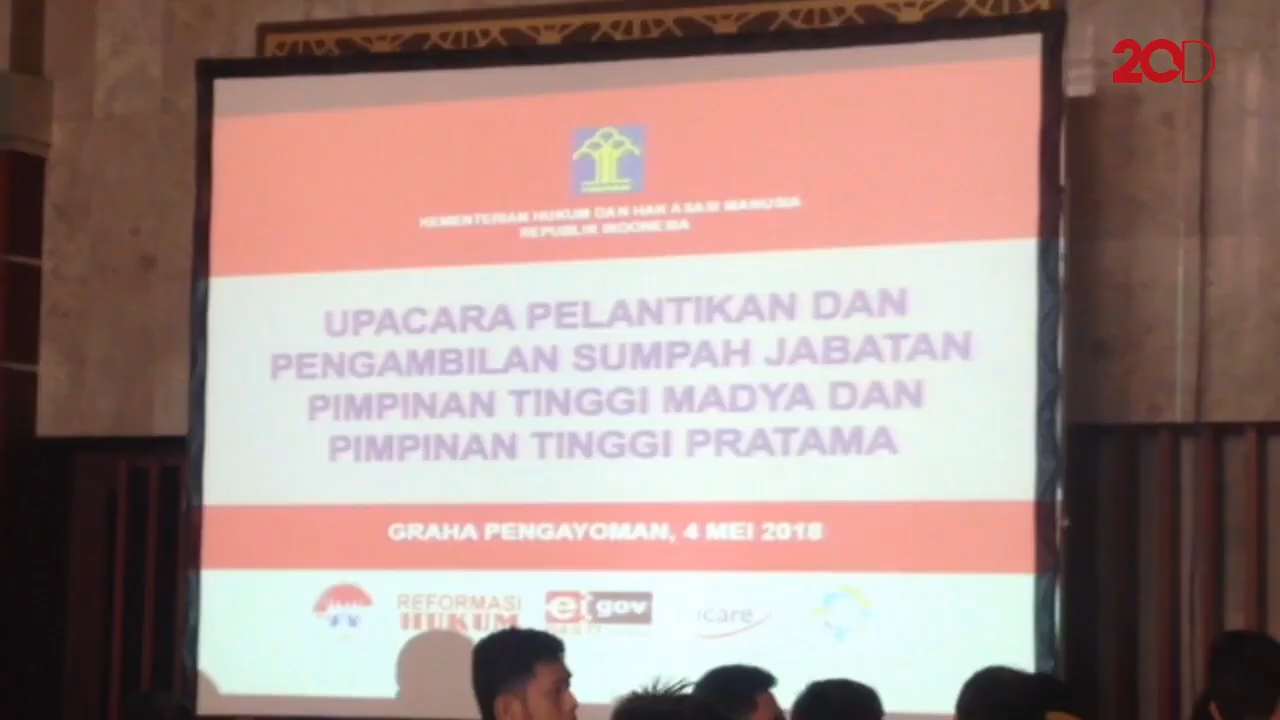 20D
KEMENTERIAN HUKUM DAN HAK ASASI MANUSIA
REPUBLIK INDONESIA
UPACARA PELANTIKAN DAN
PENGAMBILAN SUMPAH JABATAN
PIMPINAN TINGGI MADYA DAN
PIMPINAN TINGGI PRATAMA
GRAHA PENGAYOMAN, 4 MEI 2018
REFORMASI
HUKUM
gov
icare